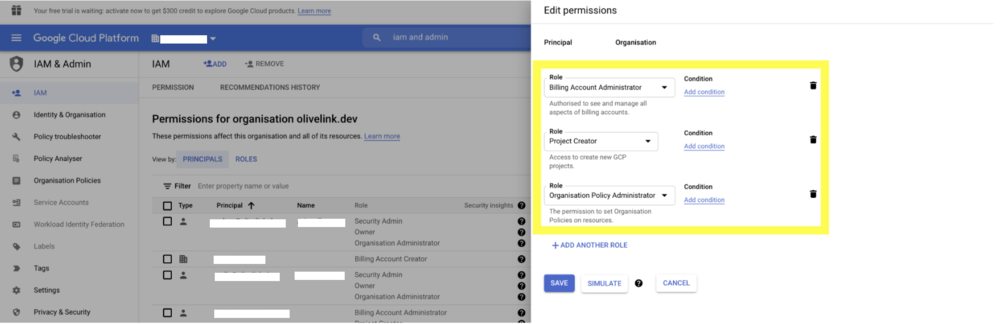 Your free trial is waiting: activate now to get $300 credit to explore Google Cloud products. Learn more
Google Cloud Platform
iam and admin
IAM & Admin
IAM
Identity & Organisation
Policy troubleshooter
Policy Analyser
Organisation Policies
Service Accounts
Workload Identity Federation
Labels
Tags
Settings
Privacy & Security
IAM
ADD
REMOVE
PERMISSION
RECOMMENDATIONS HISTORY
Permissions for organisation olivelink.dev
These permissions affect this organisation and all of its resources. Learn more
View by:
PRINCIPALS
ROLES
Filter
Enter property name or value
Type
Principal
Name
Role
Security insights
Security Admin
Owner
Organisation Administrator
Billing Account Creator
Security Admin
Owner
Organisation Administrator
Billing Account Administrator
Project Creator
Edit permissions
Principal
Organisation
Role
Billing Account Administrator
Condition
Add condition
Authorised to see and manage all
aspects of billing accounts.
Role
Project Creator
Condition
Add condition
Access to create new GCP
projects.
Role
Organisation Policy Administrator
Condition
Add condition
The permission to set Organisation
Policies on resources.
ADD ANOTHER ROLE
SAVE
SIMULATE
CANCEL